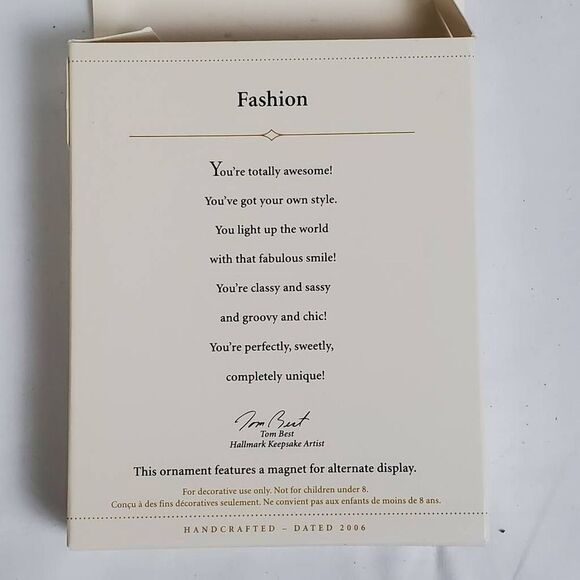 Fashion
You're totally awesome!
You've got your own style.
You light up the world
with that fabulous smile!
You're classy and sassy
and groovy and chic!
You're perfectly, sweetly,
completely unique!
Tom Best
Tom Best
Hallmark Keepsake Artist
This ornament features a magnet for alternate display.
For decorative use only. Not for children under 8.
Conçu à des fins décoratives seulement. Ne convient pas aux enfants de moins de 8 ans.
HANDCRAFTED – DATED 2006